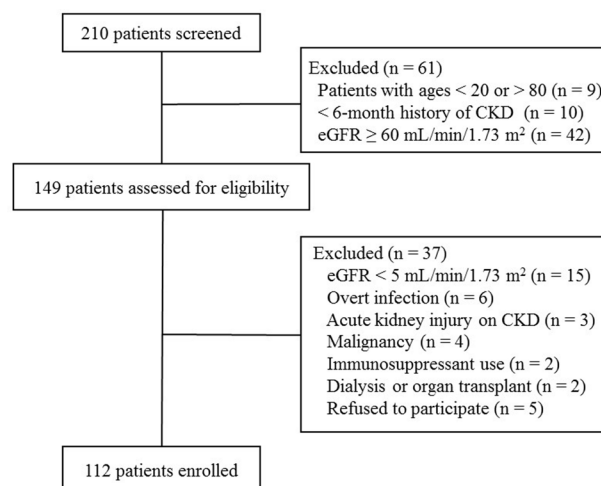 210 patients screened
Excluded (n = 61)
Patients with ages < 20 or > 80 (n = 9)
< 6-month history of CKD (n = 10)
eGFR ≥ 60 mL/min/1.73 m² (n = 42)
149 patients assessed for eligibility
Excluded (n = 37)
eGFR < 5 mL/min/1.73 m² (n = 15)
Overt infection (n = 6)
Acute kidney injury on CKD (n = 3)
Malignancy (n = 4)
Immunosuppressant use (n = 2)
Dialysis or organ transplant (n = 2)
Refused to participate (n = 5)
112 patients enrolled